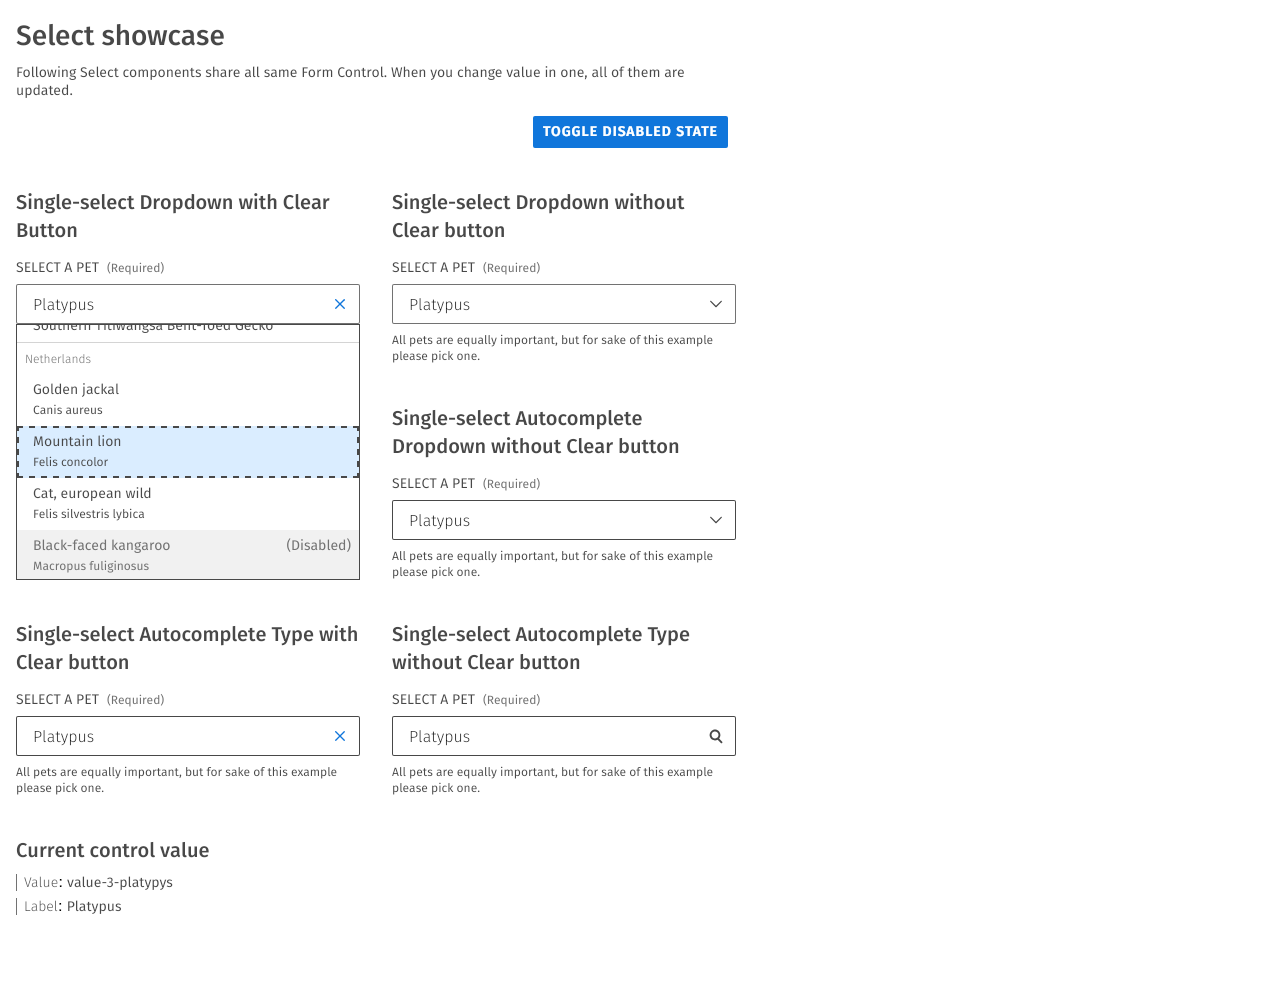 Select showcase
Following Select components share all same Form Control. When you change value in one, all of them are
updated.
TOGGLE DISABLED STATE
Single-select Dropdown with Clear
Button
SELECT A PET (Required)
Platypus
Southern Titiwangsa Bent-Toed Gecko
Netherlands
Golden jackal
Canis aureus
Mountain lion
Felis concolor
Cat, european wild
Felis silvestris lybica
Black-faced kangaroo (Disabled)
Macropus fuliginosus
Single-select Dropdown without
Clear button
SELECT A PET (Required)
Platypus
All pets are equally important, but for sake of this example
please pick one.
Single-select Autocomplete
Dropdown without Clear button
SELECT A PET (Required)
Platypus
All pets are equally important, but for sake of this example
please pick one.
Single-select Autocomplete Type with
Clear button
SELECT A PET (Required)
Platypus
All pets are equally important, but for sake of this example
please pick one.
Single-select Autocomplete Type
without Clear button
SELECT A PET (Required)
Platypus
All pets are equally important, but for sake of this example
please pick one.
Current control value
Value: value-3-platypys
Label: Platypus